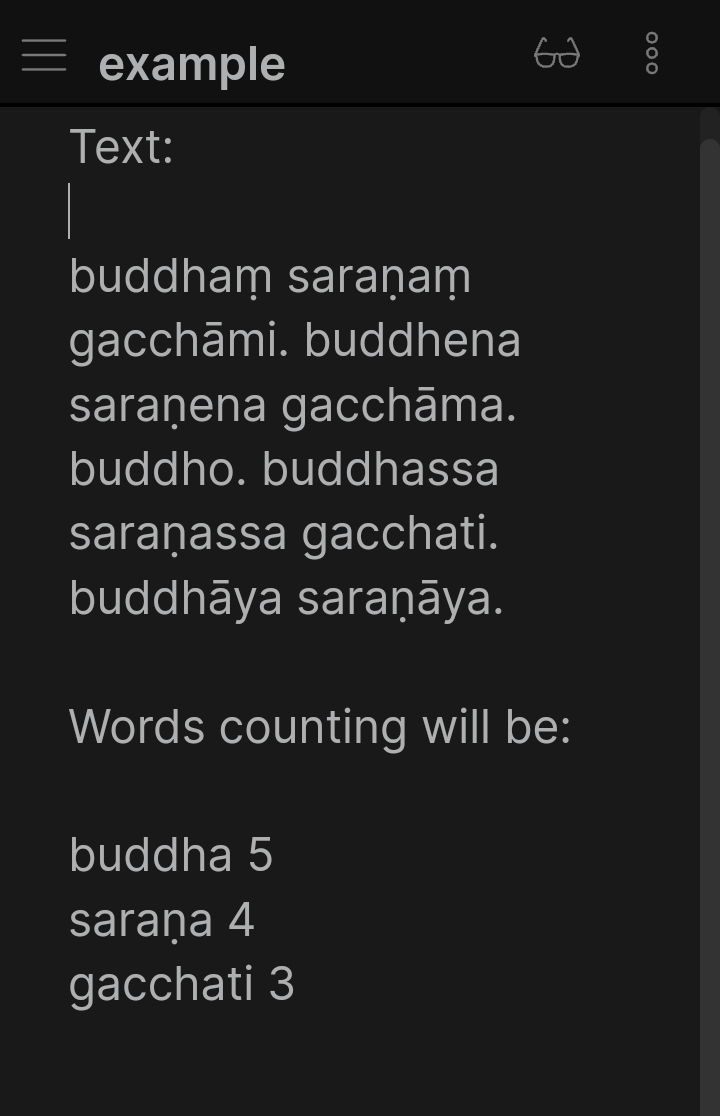 example
Text:
buddhaṃ saraṇaṃ
gacchāmi. buddhena
saraṇena gacchāma.
buddho. buddhassa
saraṇassa gacchati.
buddhāya saraṇāya.
Words counting will be:
buddha 5
saraṇa 4
gacchati 3